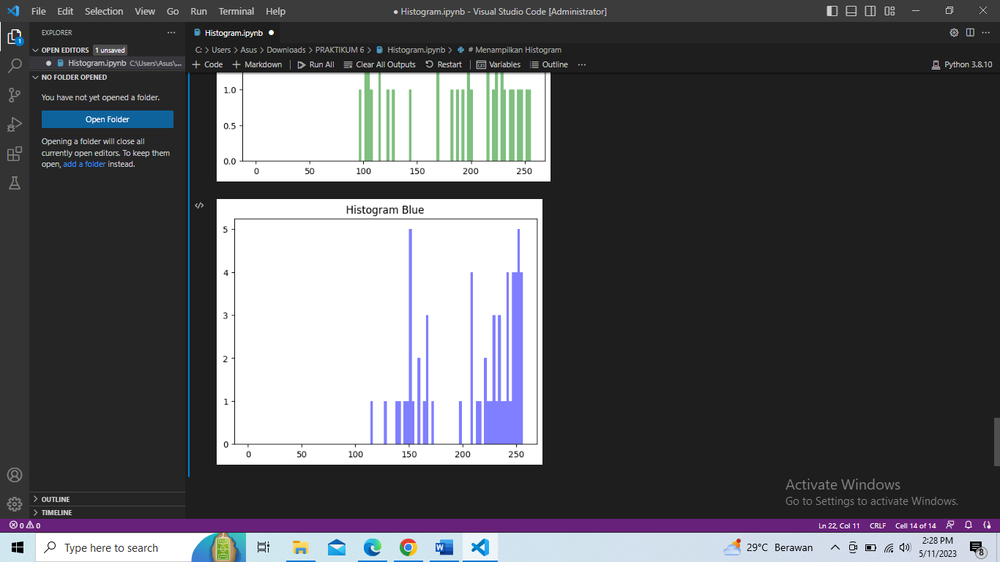 File Edit Selection View Go Run Terminal Help
● Histogram.ipynb - Visual Studio Code [Administrator]
EXPLORER
OPEN EDITORS 1 unsaved
Histogram.ipynb C:\Users\Asus\...
NO FOLDER OPENED
You have not yet opened a folder.
Open Folder
Opening a folder will close all
currently open editors. To keep them
open, add a folder instead.
OUTLINE
TIMELINE
1
Histogram.ipynb
C: > Users > Asus > Downloads > PRAKTIKUM 6 > Histogram.ipynb > # Menampilkan Histogram
+ Code + Markdown Run All Clear All Outputs Restart Variables Outline ...
Python 3.8.10
1.0
0.5
0.0
0 50 100 150 200 250
Histogram Blue
5
4
3
2
1
0
0 50 100 150 200 250
Activate Windows
Go to Settings to activate Windows.
0 0
Ln 22, Col 11 CRLF Cell 14 of 14
Type here to search
29°C Berawan
2:28 PM
5/11/2023
8